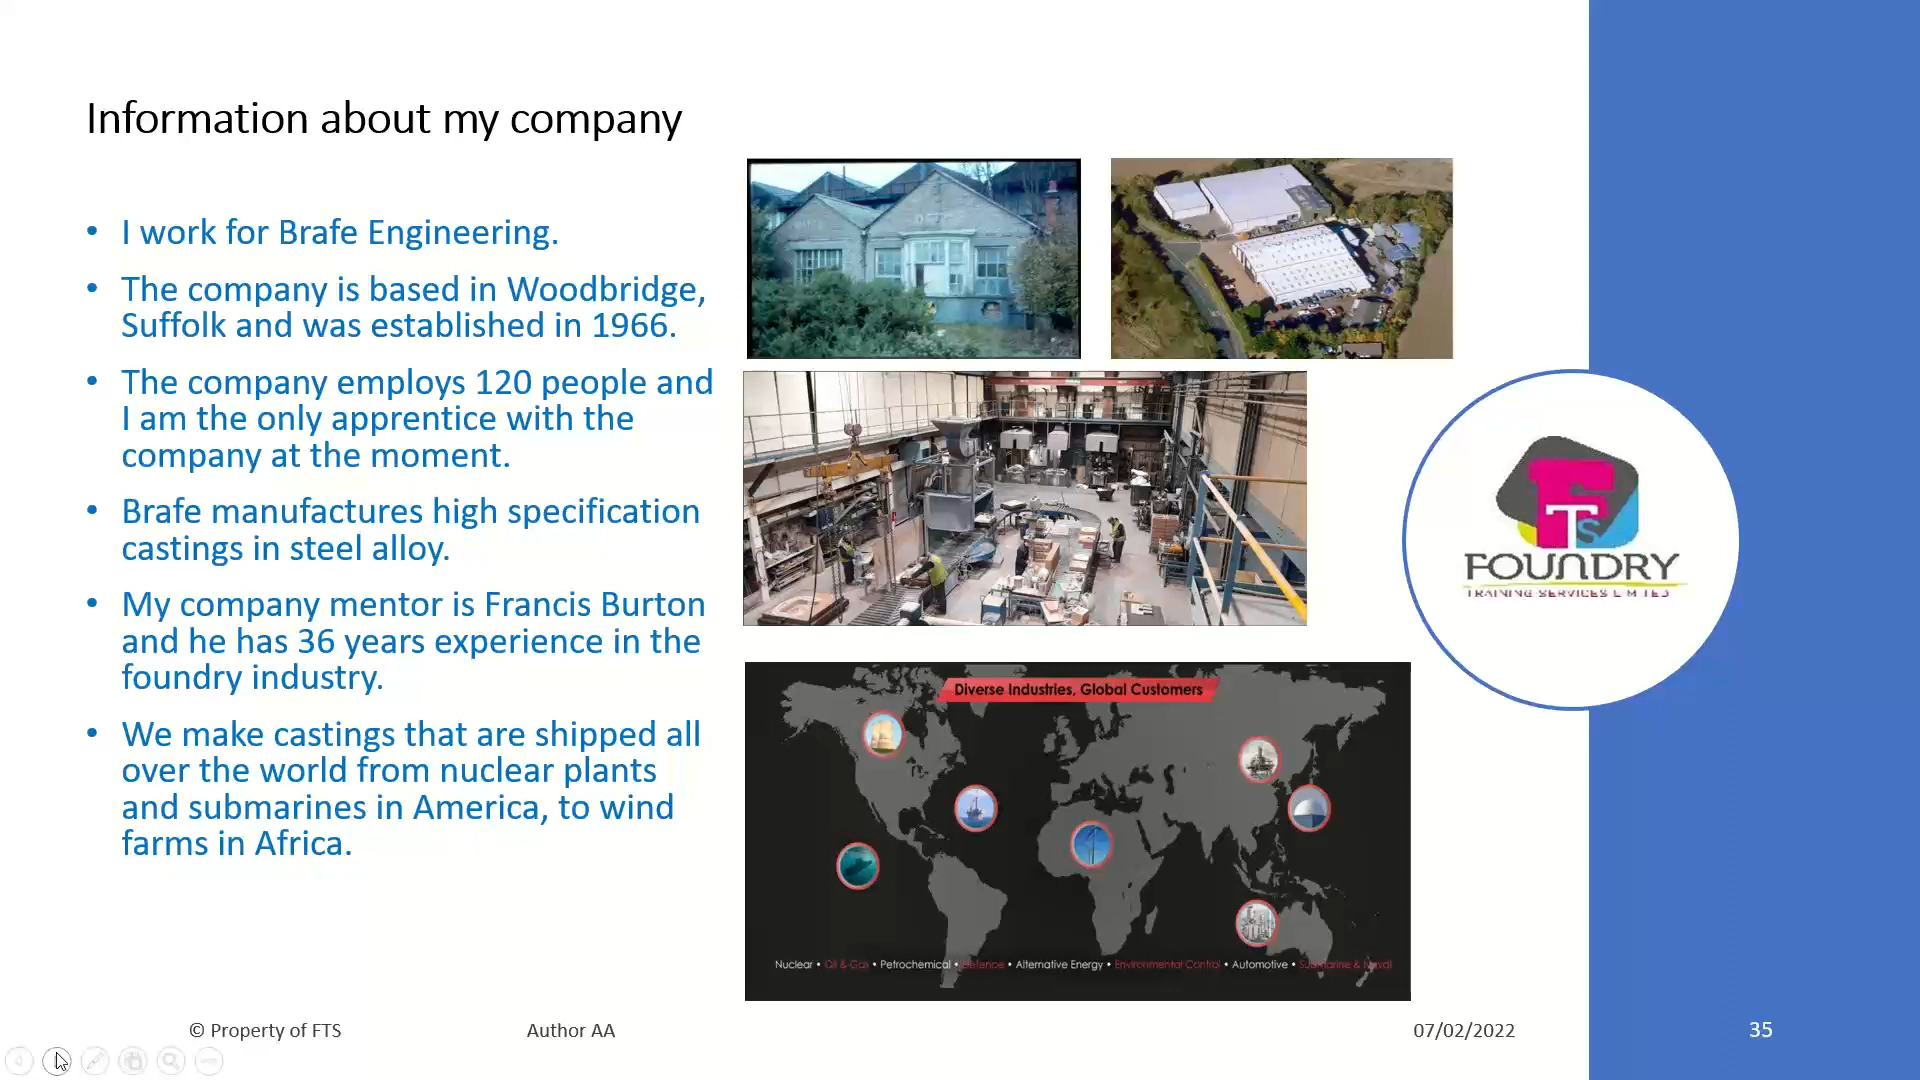 Information about my company
• I work for Brafe Engineering.
• The company is based in Woodbridge,
Suffolk and was established in 1966.
• The company employs 120 people and
I am the only apprentice with the
company at the moment.
• Brafe manufactures high specification
castings in steel alloy.
• My company mentor is Francis Burton
and he has 36 years experience in the
foundry industry.
• We make castings that are shipped all
over the world from nuclear plants
and submarines in America, to wind
farms in Africa.
FTS
FOUNDRY
TRAINING SERVICES LIMITED
Diverse Industries, Global Customers
Nuclear • Oil & Gas • Petrochemical • Defence • Alternative Energy • Environmental Control • Automotive • Submarine & Naval
© Property of FTS
Author AA
07/02/2022
35